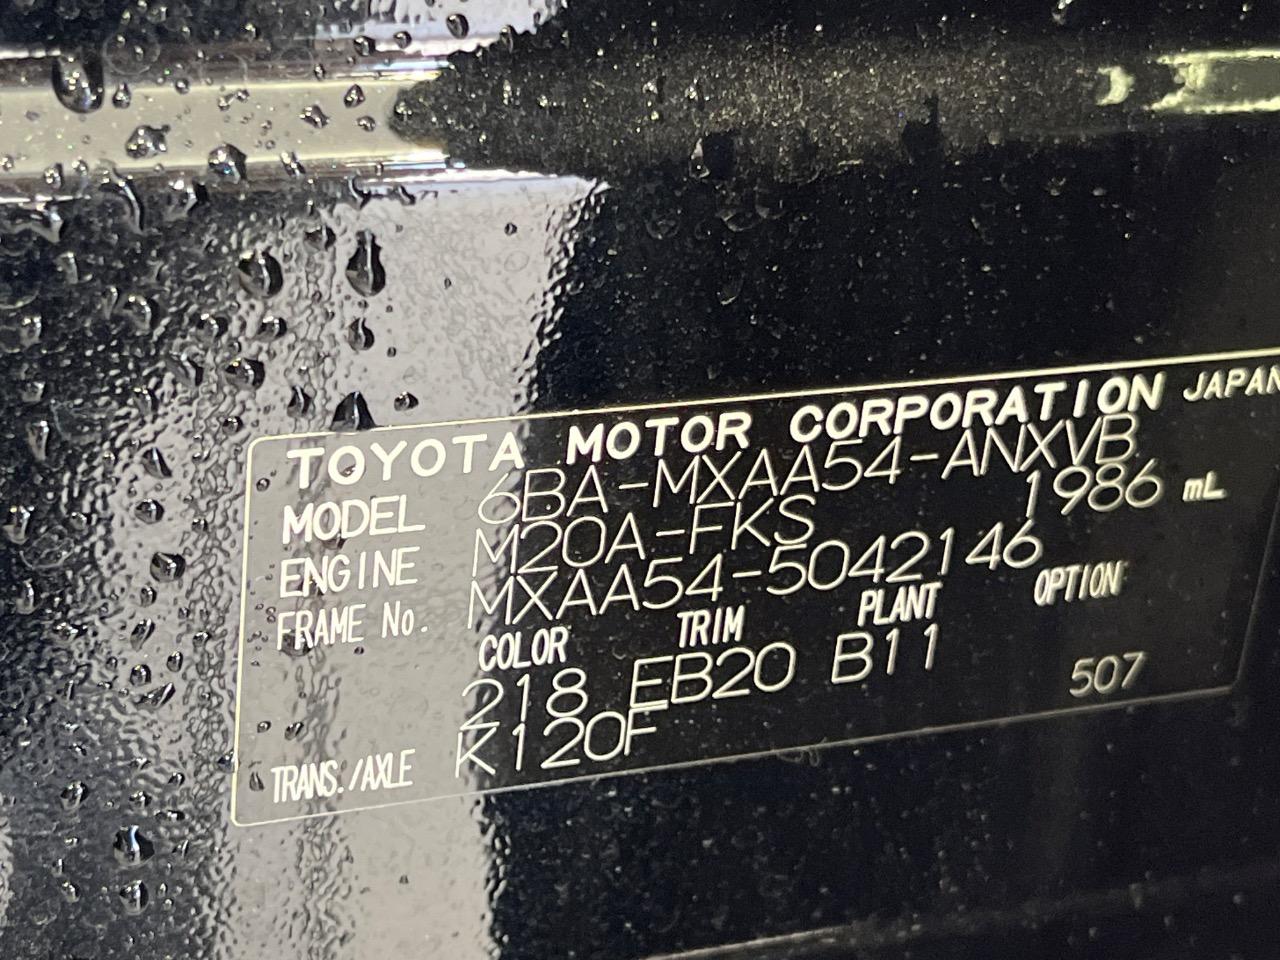 TOYOTA MOTOR CORPORATION JAPAN
MODEL 6BA-MXAA54-ANXVB
ENGINE M20A-FKS 1986 mL
FRAME No. MXAA54-5042146
COLOR TRIM PLANT OPTION
218 EB20 B11
TRANS./AXLE K120F 507